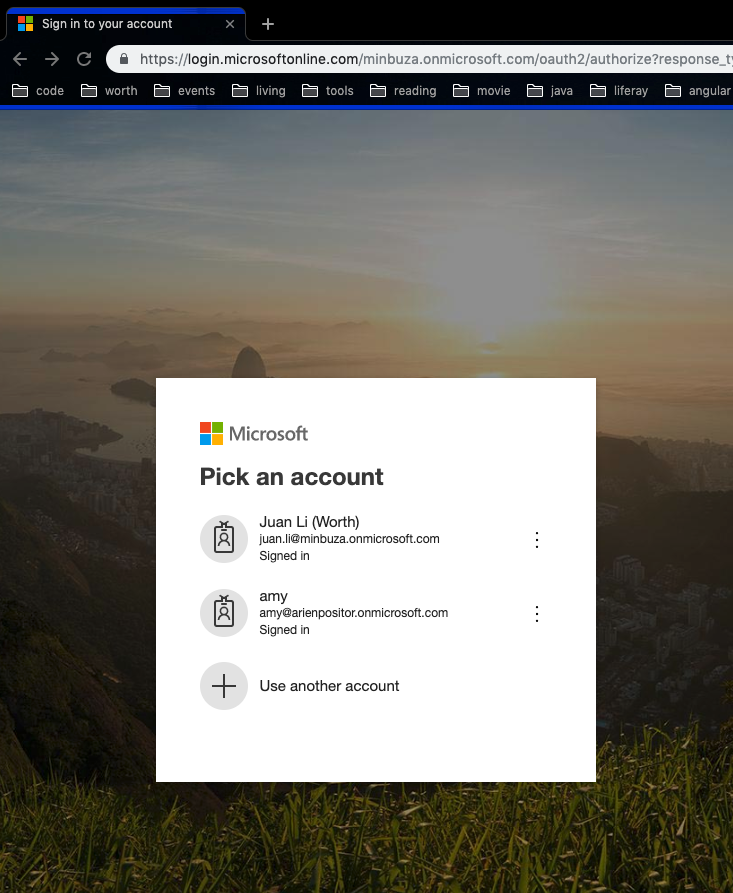 Sign in to your account
https://login.microsoftonline.com/minbuza.onmicrosoft.com/oauth2/authorize?response_ty
code worth events living tools reading movie java liferay angular
Microsoft
Pick an account
Juan Li (Worth)
juan.li@minbuza.onmicrosoft.com
Signed in
amy
amy@arienpositor.onmicrosoft.com
Signed in
Use another account